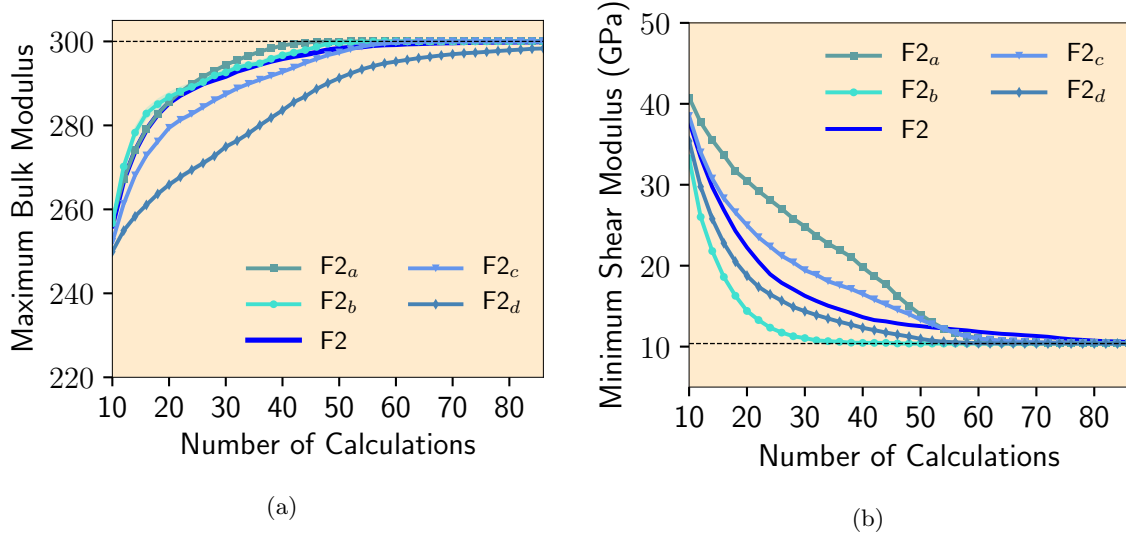 300
280
260
240
220
Maximum Bulk Modulus
F2a
F2b
F2
F2c
F2d
10 20 30 40 50 60 70 80
Number of Calculations
(a)
50
40
30
20
10
Minimum Shear Modulus (GPa)
F2a
F2b
F2
F2c
F2d
10 20 30 40 50 60 70 80
Number of Calculations
(b)